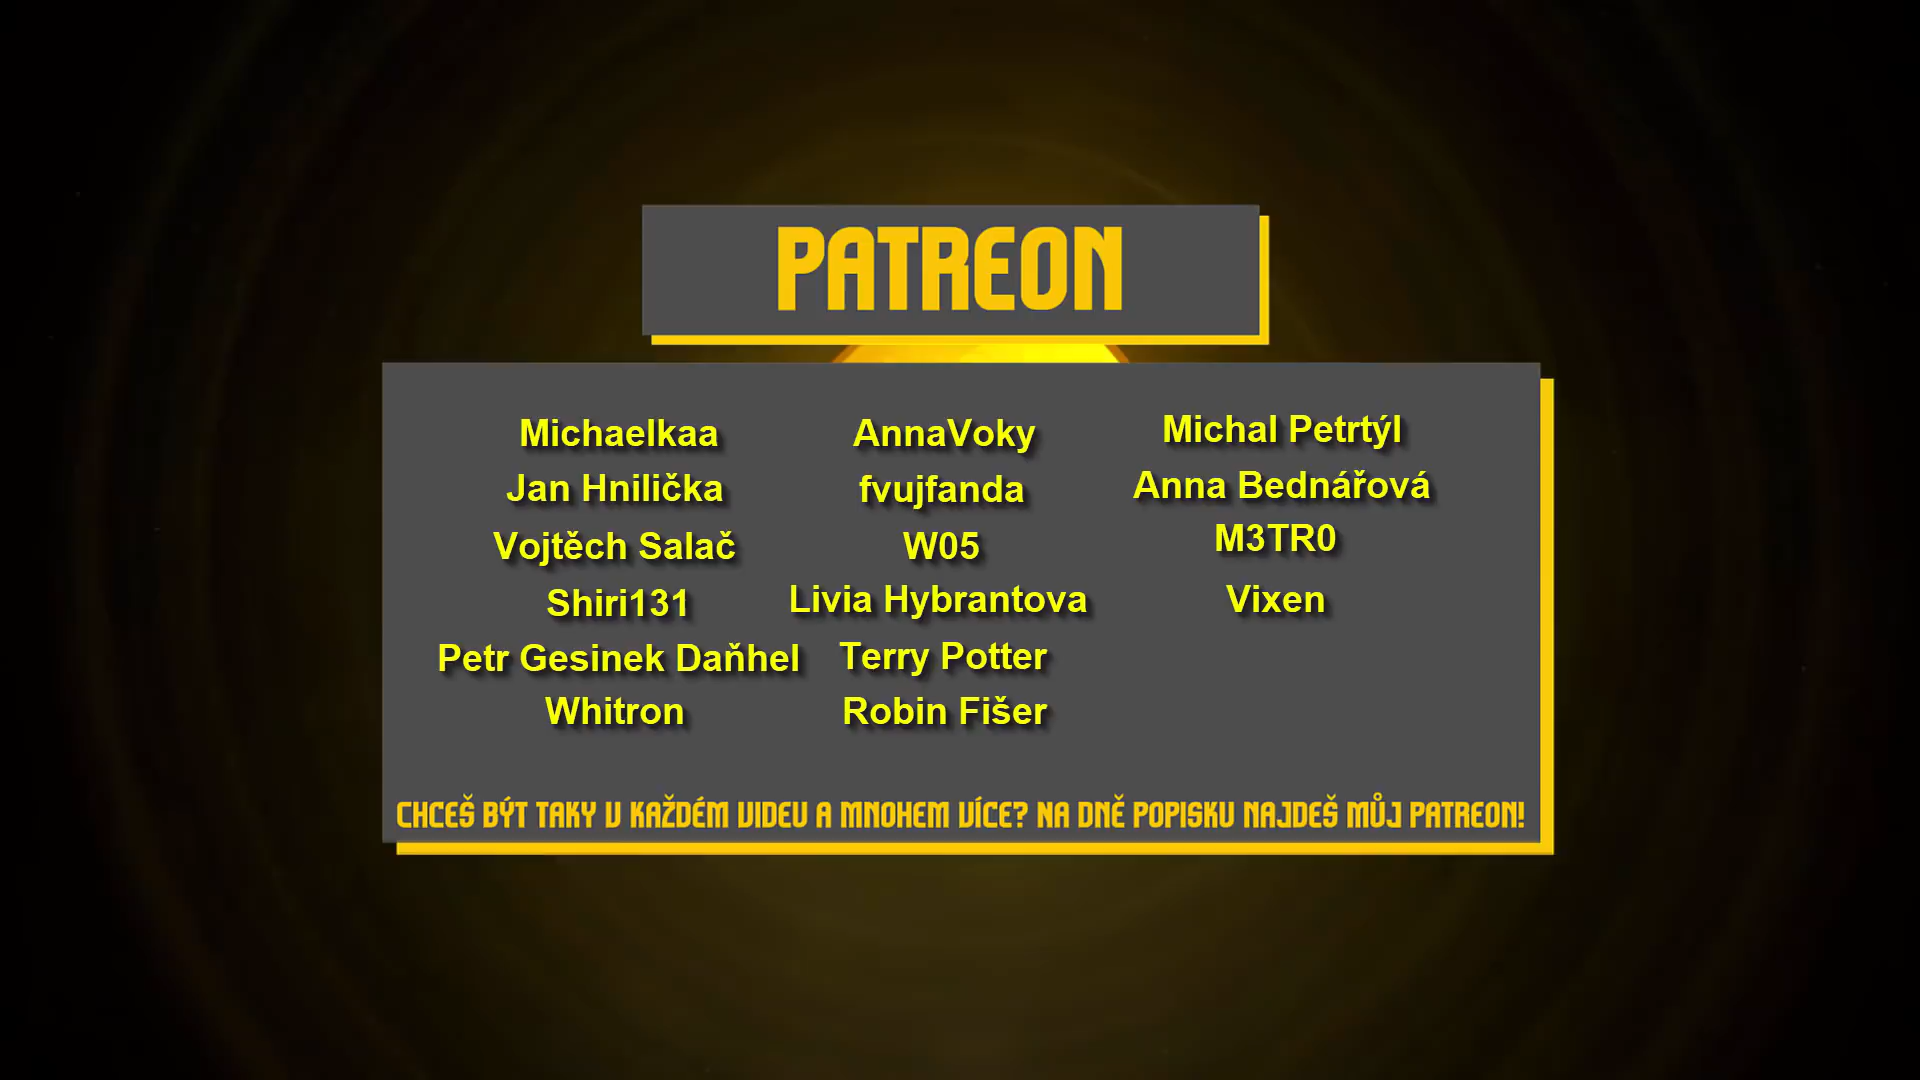 PATREON
Michaelkaa
Jan Hnilička
Vojtěch Salač
Shiri131
Petr Gesinek Daňhel
Whitron
AnnaVoky
fvujfanda
W05
Livia Hybrantova
Terry Potter
Robin Fišer
Michal Petrtýl
Anna Bednářová
M3TR0
Vixen
CHCEŠ BÝT TAKY V KAŽDÉM VIDEU A MNOHEM VÍCE? NA DNĚ POPISKU NAJDEŠ MŮJ PATREON!